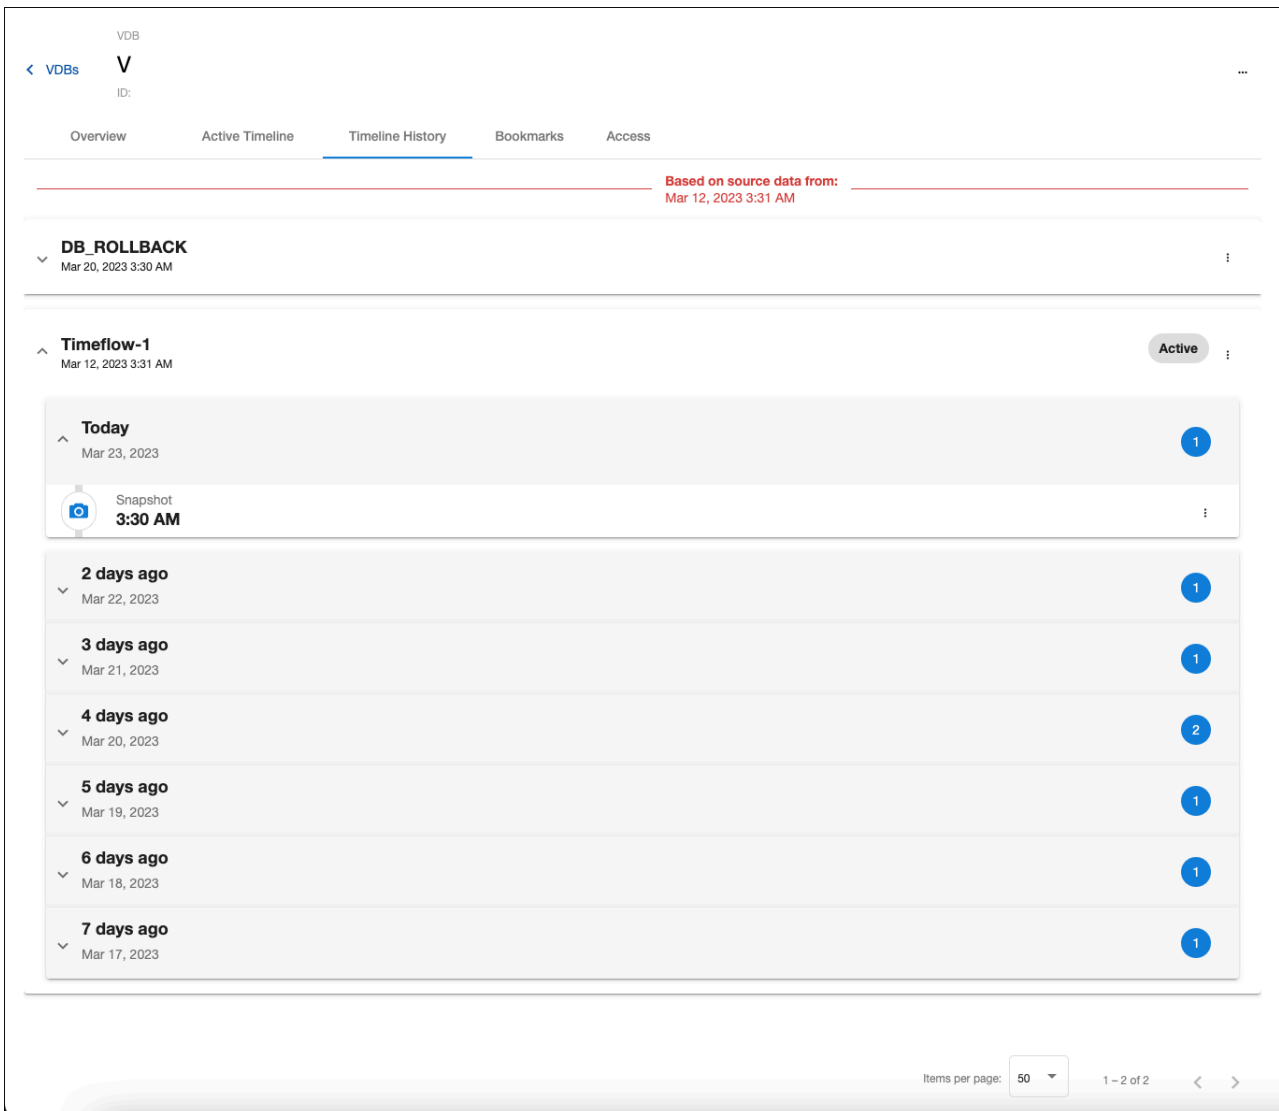 VDB
VDBs
V
...
ID:
Overview Active Timeline Timeline History Bookmarks Access
Based on source data from:
Mar 12, 2023 3:31 AM
DB_ROLLBACK
Mar 20, 2023 3:30 AM
Timeflow-1
Mar 12, 2023 3:31 AM
Active
Today
Mar 23, 2023
1
Snapshot
3:30 AM
2 days ago
Mar 22, 2023
1
3 days ago
Mar 21, 2023
1
4 days ago
Mar 20, 2023
2
5 days ago
Mar 19, 2023
1
6 days ago
Mar 18, 2023
1
7 days ago
Mar 17, 2023
1
Items per page: 50 1 – 2 of 2